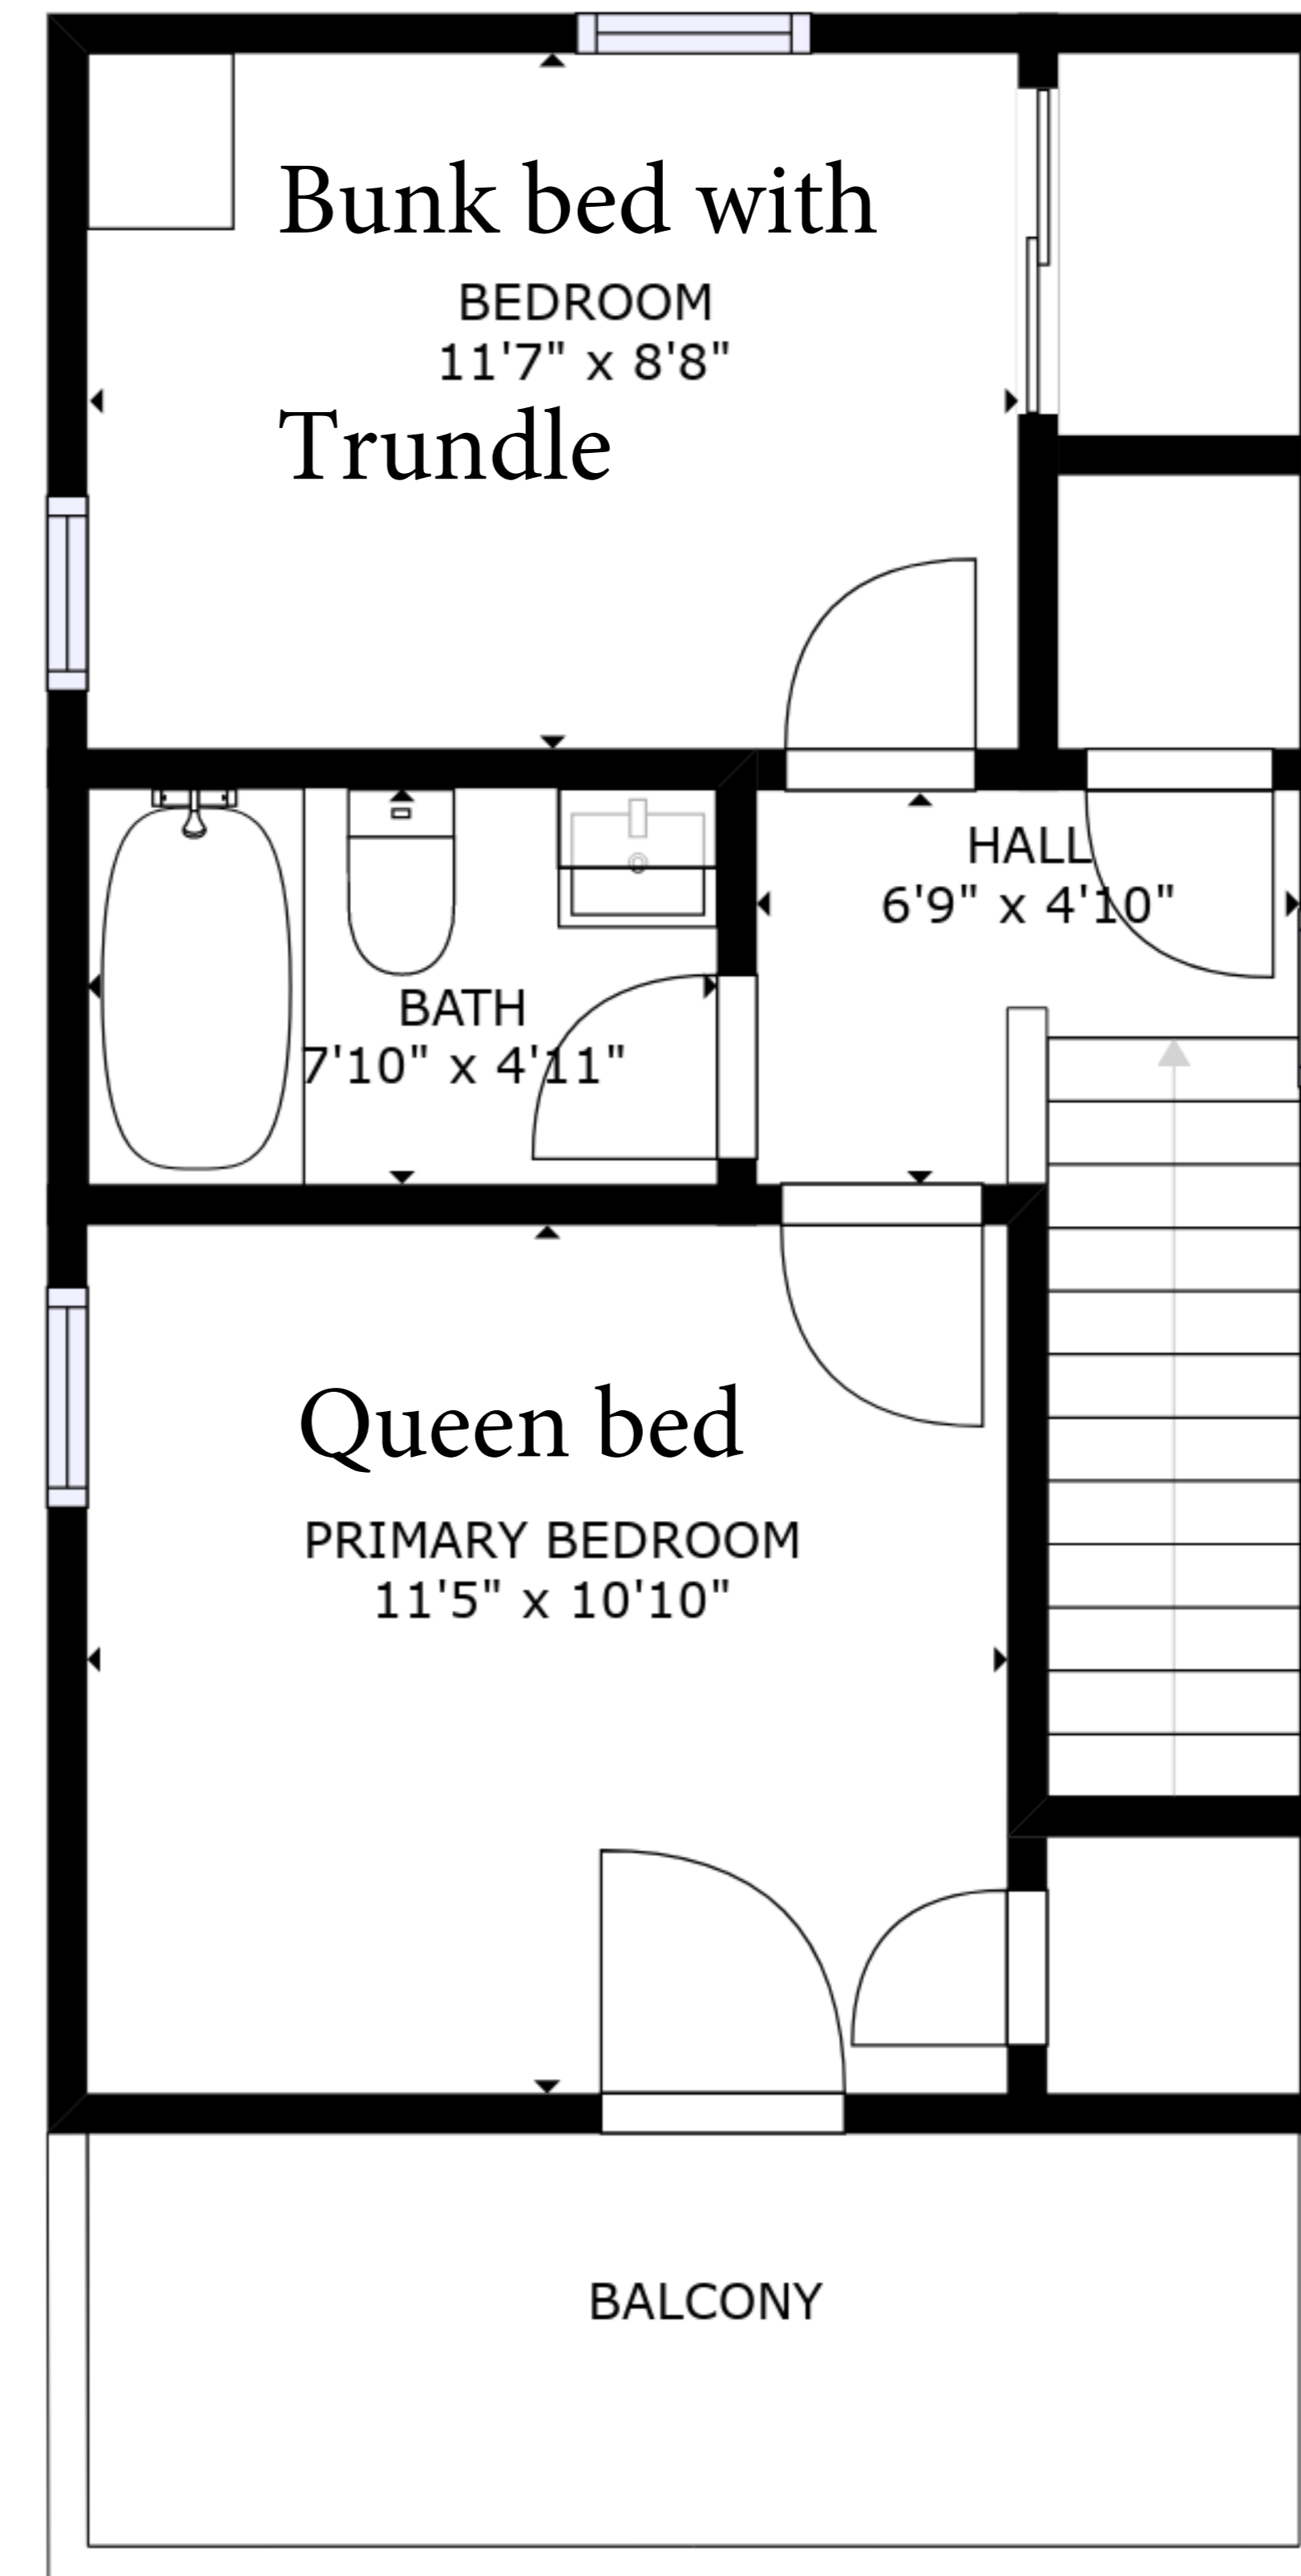 Bunk bed with
BEDROOM
11'7" x 8'8"
Trundle
HALL
6'9" x 4'10"
BATH
7'10" x 4'11"
Queen bed
PRIMARY BEDROOM
11'5" x 10'10"
BALCONY